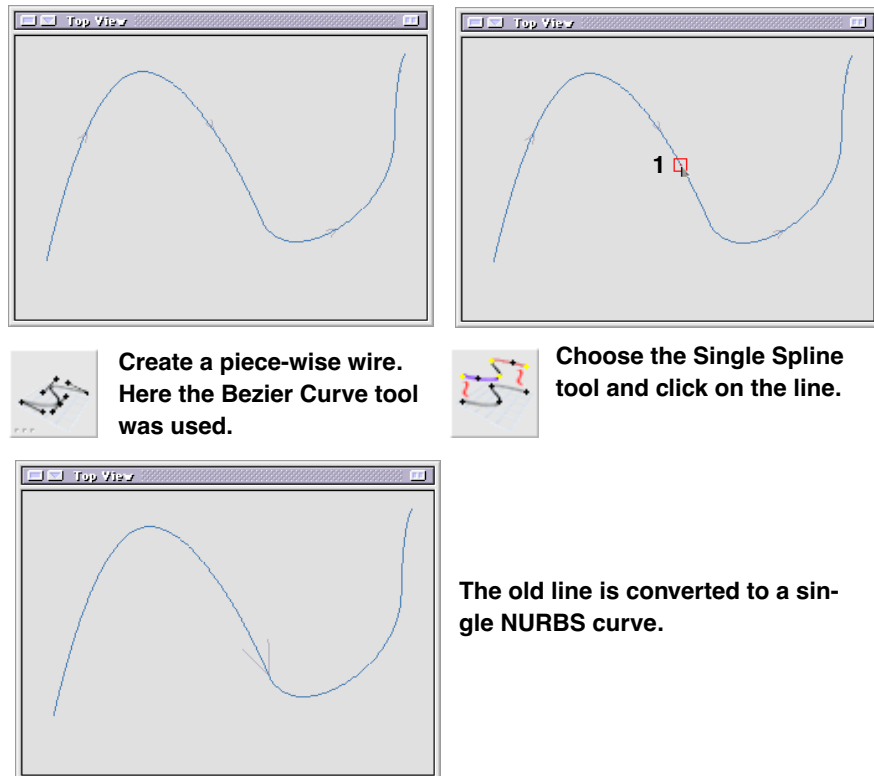 Top View
Top View
1
Create a piece-wise wire.
Here the Bezier Curve tool
was used.
Choose the Single Spline
tool and click on the line.
Top View
The old line is converted to a sin-
gle NURBS curve.